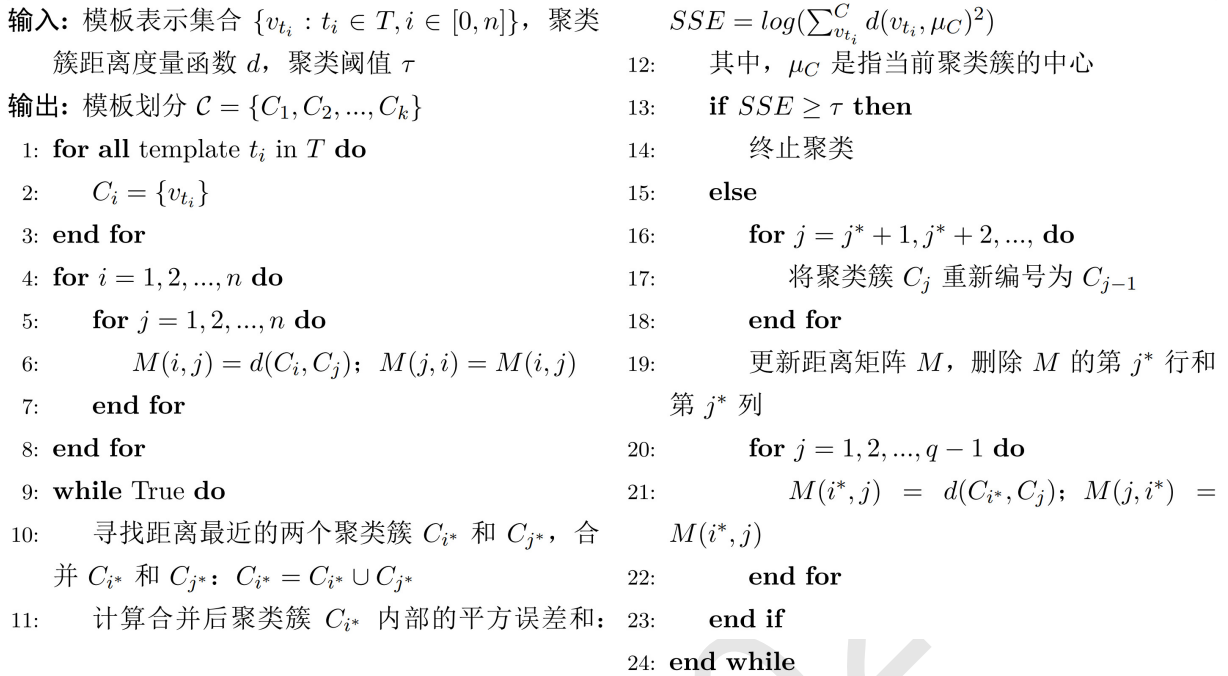 输入: 模板表示集合 $\{v_{t_i} : t_i \in T, i \in [0, n]\}$，聚类
簇距离度量函数 $d$，聚类阈值 $\tau$
输出: 模板划分 $\mathcal{C} = \{C_1, C_2, ..., C_k\}$
1: for all template $t_i$ in $T$ do
2: $C_i = \{v_{t_i}\}$
3: end for
4: for $i = 1, 2, ..., n$ do
5: for $j = 1, 2, ..., n$ do
6: $M(i, j) = d(C_i, C_j)$；$M(j, i) = M(i, j)$
7: end for
8: end for
9: while True do
10: 寻找距离最近的两个聚类簇 $C_{i^*}$ 和 $C_{j^*}$，合
并 $C_{i^*}$ 和 $C_{j^*}$：$C_{i^*} = C_{i^*} \cup C_{j^*}$
11: 计算合并后聚类簇 $C_{i^*}$ 内部的平方误差和：
$SSE = log(\sum_{v_{t_i}}^{C} d(v_{t_i}, \mu_C)^2)$
12: 其中，$\mu_C$ 是指当前聚类簇的中心
13: if $SSE \geq \tau$ then
14: 终止聚类
15: else
16: for $j = j^* + 1, j^* + 2, ...,$ do
17: 将聚类簇 $C_j$ 重新编号为 $C_{j-1}$
18: end for
19: 更新距离矩阵 $M$，删除 $M$ 的第 $j^*$ 行和
第 $j^*$ 列
20: for $j = 1, 2, ..., q - 1$ do
21: $M(i^*, j) = d(C_{i^*}, C_j)$；$M(j, i^*) =$
$M(i^*, j)$
22: end for
23: end if
24: end while